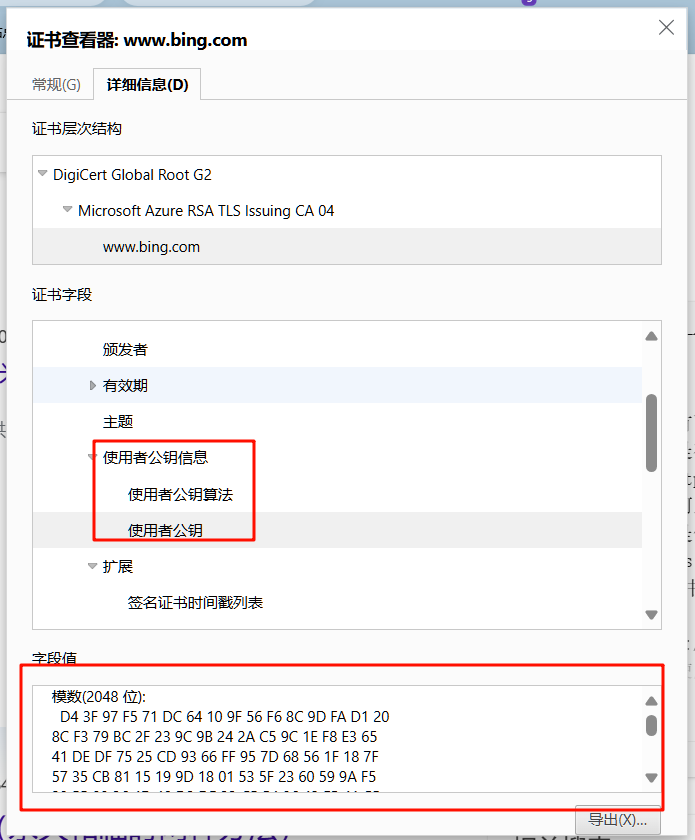 证书查看器: www.bing.com
常规(G)
详细信息(D)
证书层次结构
DigiCert Global Root G2
Microsoft Azure RSA TLS Issuing CA 04
www.bing.com
证书字段
颁发者
有效期
主题
使用者公钥信息
使用者公钥算法
使用者公钥
扩展
签名证书时间戳列表
字段值
模数(2048 位):
D4 3F 97 F5 71 DC 64 10 9F 56 F6 8C 9D FA D1 20
8C F3 79 BC 2F 23 9C 9B 24 2A C5 9C 1E F8 E3 65
41 DE DF 75 25 CD 93 66 FF 95 7D 68 56 1F 18 7F
57 35 CB 81 15 19 9D 18 01 53 5F 23 60 59 9A F5
导出(X)...